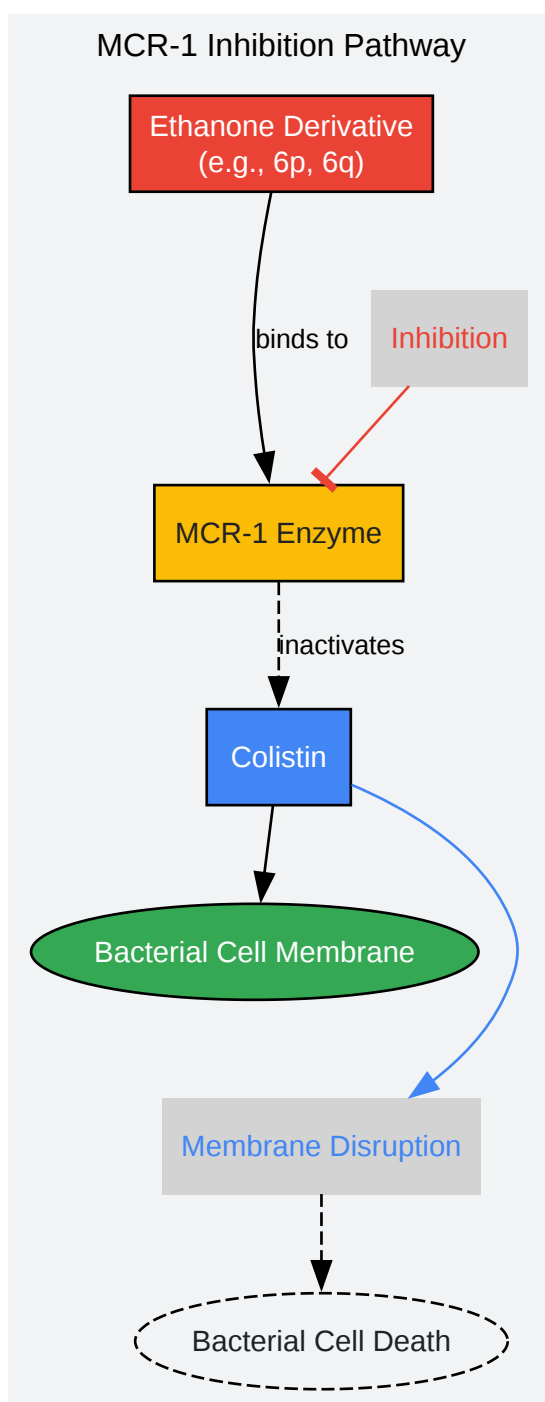 MCR-1 Inhibition Pathway
Ethanone Derivative
(e.g., 6p, 6q)
binds to
Inhibition
MCR-1 Enzyme
inactivates
Colistin
Bacterial Cell Membrane
Membrane Disruption
Bacterial Cell Death